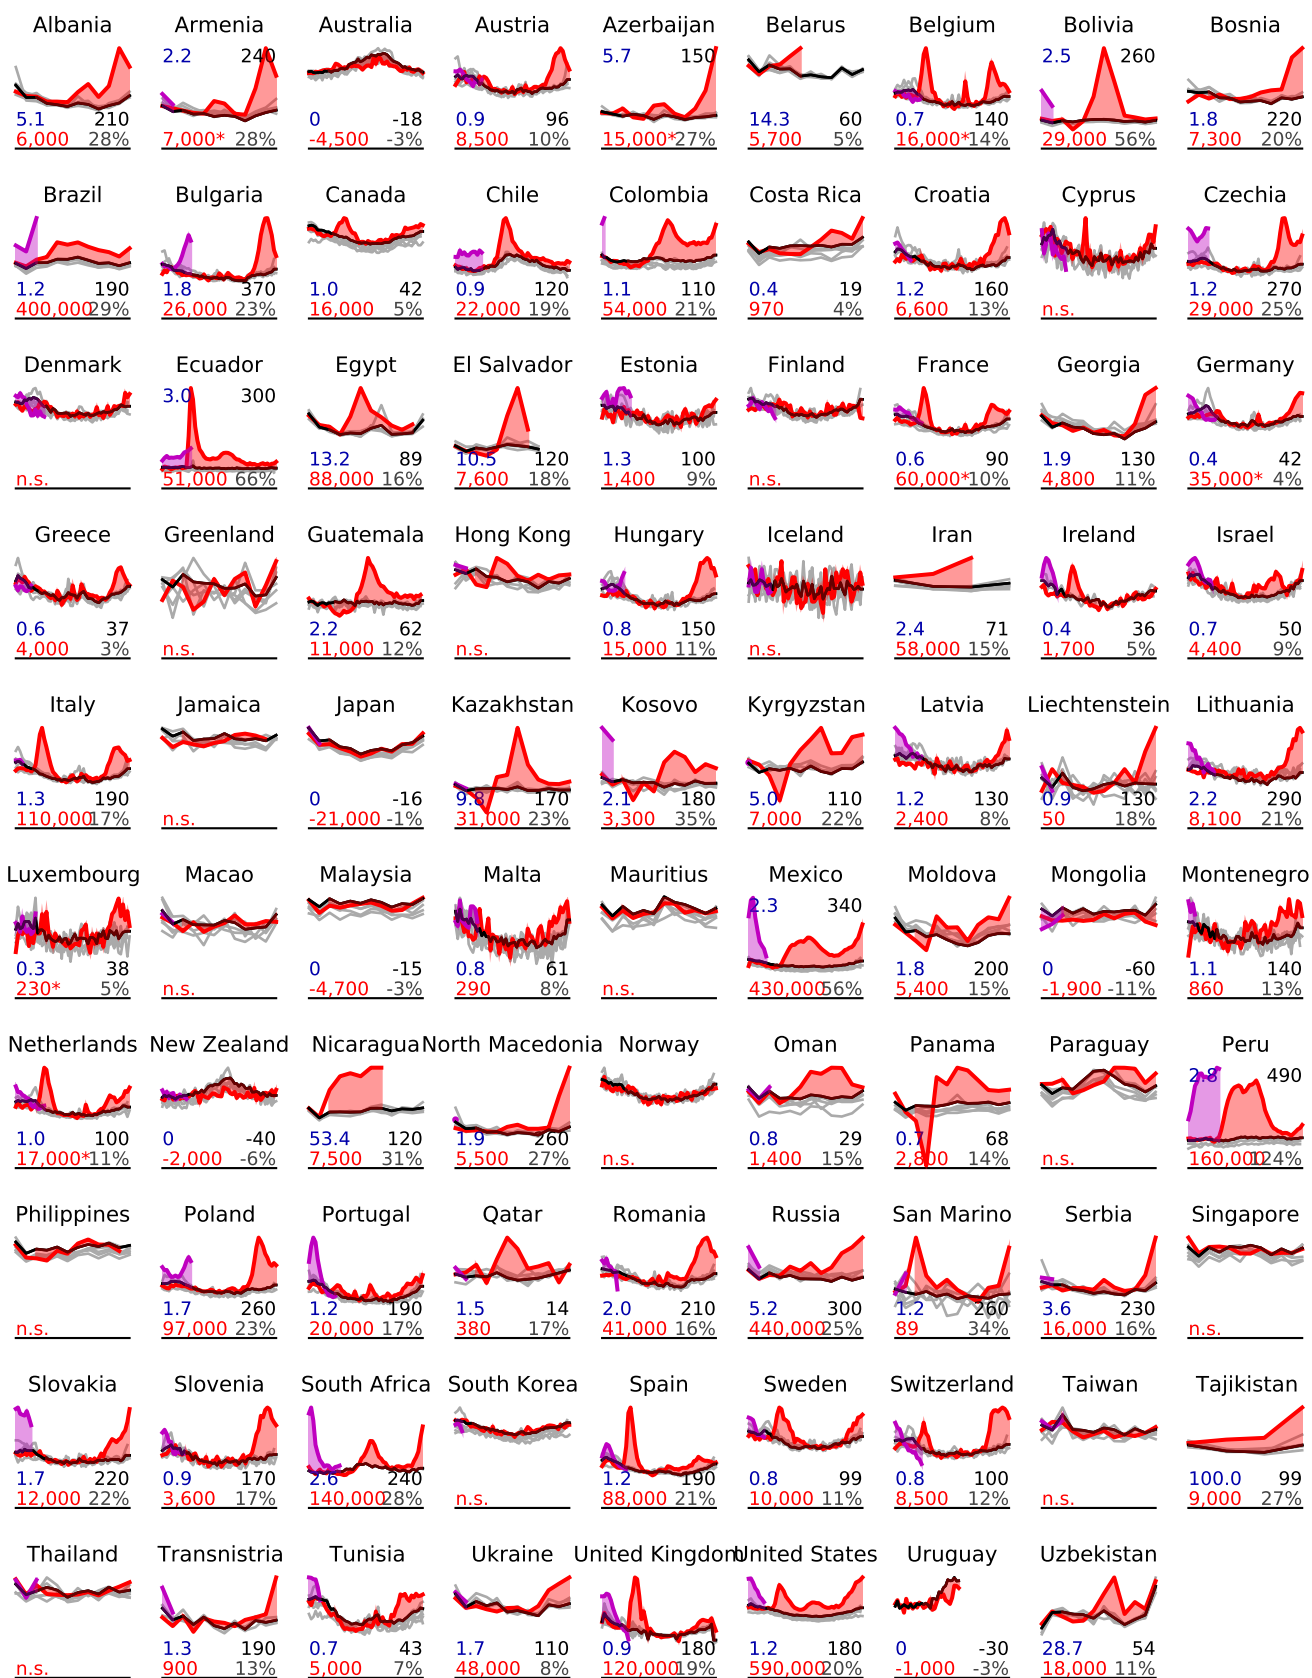 Albania Armenia Australia Austria Azerbaijan Belarus Belgium Bolivia Bosnia
2.2 240 5.7 150 2.5 260
5.1 210 0 -18 0.9 96 14.3 60 0.7 140 1.8 220
6,000 28% 7,000* 28% -4,500 -3% 8,500 10% 15,000* 27% 5,700 5% 16,000* 14% 29,000 56% 7,300 20%
Brazil Bulgaria Canada Chile Colombia Costa Rica Croatia Cyprus Czechia
1.2 190 1.8 370 1.0 42 0.9 120 1.1 110 0.4 19 1.2 160 1.2 270
400,000 29% 26,000 23% 16,000 5% 22,000 19% 54,000 21% 970 4% 6,600 13% n.s. 29,000 25%
Denmark Ecuador Egypt El Salvador Estonia Finland France Georgia Germany
3.0 300
13.2 89 10.5 120 1.3 100 0.6 90 1.9 130 0.4 42
n.s. 51,000 66% 88,000 16% 7,600 18% 1,400 9% n.s. 60,000* 10% 4,800 11% 35,000* 4%
Greece Greenland Guatemala Hong Kong Hungary Iceland Iran Ireland Israel
0.6 37 2.2 62 0.8 150 2.4 71 0.4 36 0.7 50
4,000 3% n.s. 11,000 12% n.s. 15,000 11% n.s. 58,000 15% 1,700 5% 4,400 9%
Italy Jamaica Japan Kazakhstan Kosovo Kyrgyzstan Latvia Liechtenstein Lithuania
1.3 190 0 -16 9.8 170 2.1 180 5.0 110 1.2 130 0.9 130 2.2 290
110,000 17% n.s. -21,000 -1% 31,000 23% 3,300 35% 7,000 22% 2,400 8% 50 18% 8,100 21%
Luxembourg Macao Malaysia Malta Mauritius Mexico Moldova Mongolia Montenegro
2.3 340
0.3 38 0 -15 0.8 61 1.8 200 0 -60 1.1 140
230* 5% n.s. -4,700 -3% 290 8% n.s. 430,000 56% 5,400 15% -1,900 -11% 860 13%
Netherlands New Zealand Nicaragua North Macedonia Norway Oman Panama Paraguay Peru
2.8 490
1.0 100 0 -40 53.4 120 1.9 260 0.8 29 0.7 68
17,000* 11% -2,000 -6% 7,500 31% 5,500 27% n.s. 1,400 15% 2,800 14% n.s. 160,000 124%
Philippines Poland Portugal Qatar Romania Russia San Marino Serbia Singapore
1.7 260 1.2 190 1.5 14 2.0 210 5.2 300 1.2 260 3.6 230
n.s. 97,000 23% 20,000 17% 380 17% 41,000 16% 440,000 25% 89 34% 16,000 16% n.s.
Slovakia Slovenia South Africa South Korea Spain Sweden Switzerland Taiwan Tajikistan
1.7 220 0.9 170 2.6 240 1.2 190 0.8 99 0.8 100 100.0 99
12,000 22% 3,600 17% 140,000 28% n.s. 88,000 21% 10,000 11% 8,500 12% n.s. 9,000 27%
Thailand Transnistria Tunisia Ukraine United Kingdom United States Uruguay Uzbekistan
1.3 190 0.7 43 1.7 110 0.9 180 1.2 180 0 -30 28.7 54
n.s. 900 13% 5,000 7% 48,000 8% 120,000 19% 590,000 20% -1,000 -3% 18,000 11%